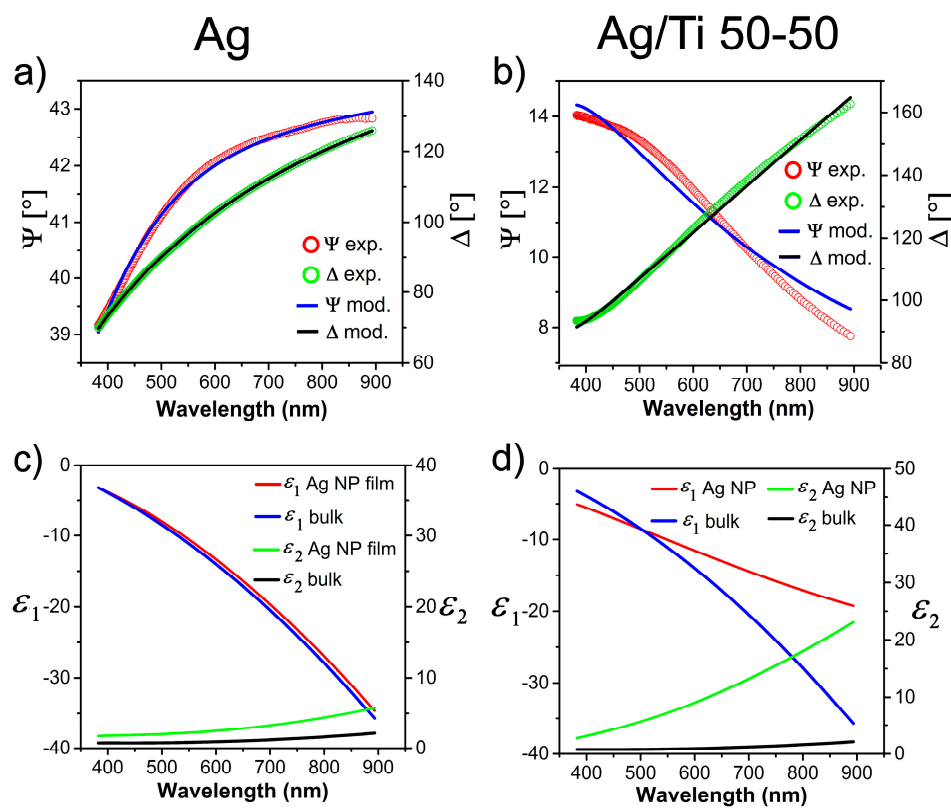 Ag
Ag/Ti 50-50
a)
43
42
41
40
39
Ψ [°]
140
120
100
80
60
Δ [°]
Ψ exp.
Δ exp.
Ψ mod.
Δ mod.
400 500 600 700 800 900
Wavelength (nm)
b)
14
12
10
8
Ψ [°]
160
140
120
100
80
Δ [°]
Ψ exp.
Δ exp.
Ψ mod.
Δ mod.
400 500 600 700 800 900
Wavelength (nm)
c)
0
-10
-20
-30
-40
ε1
40
30
20
10
0
ε2
ε1 Ag NP film
ε1 bulk
ε2 Ag NP film
ε2 bulk
400 500 600 700 800 900
Wavelength (nm)
d)
0
-10
-20
-30
-40
ε1
50
40
30
20
10
0
ε2
ε1 Ag NP
ε2 Ag NP
ε1 bulk
ε2 bulk
400 500 600 700 800 900
Wavelength (nm)